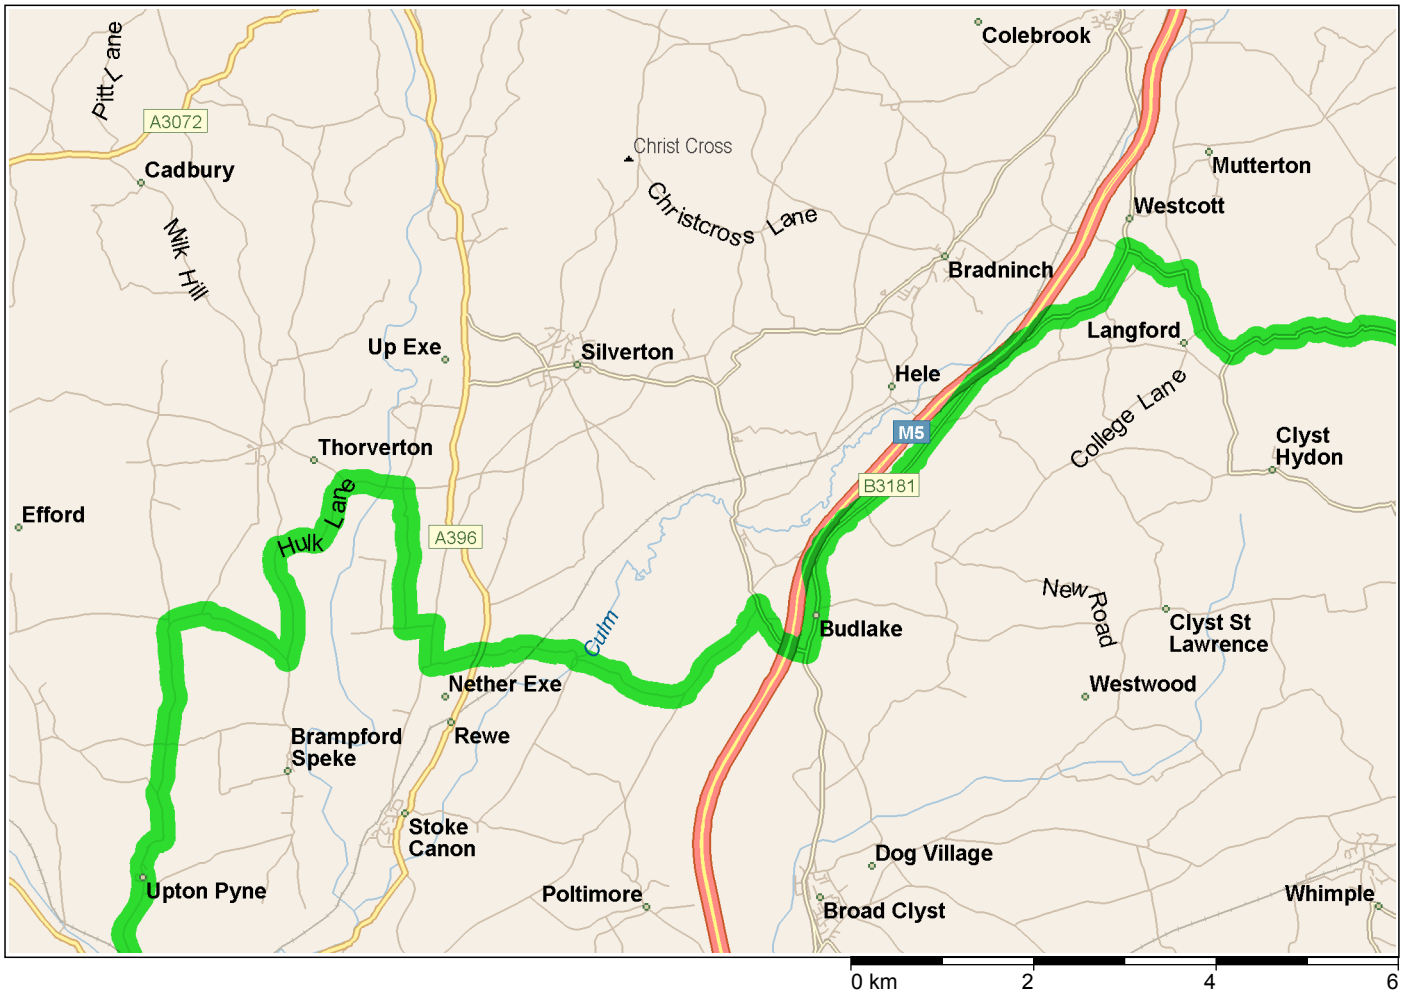 Pitt Lane
Colebrook
A3072
Christ Cross
Cadbury
Mutterton
Christcross Lane
Westcott
Milk Hill
Bradninch
Langford
Up Exe
Silverton
Hele
College Lane
M5
Thorverton
Clyst
Hydon
B3181
Hulk Lane
Efford
A396
New Road
Culm
Budlake
Clyst St
Lawrence
Nether Exe
Westwood
Rewe
Brampford
Speke
Stoke
Canon
Dog Village
Upton Pyne
Poltimore
Whimple
Broad Clyst
0 km 2 4 6